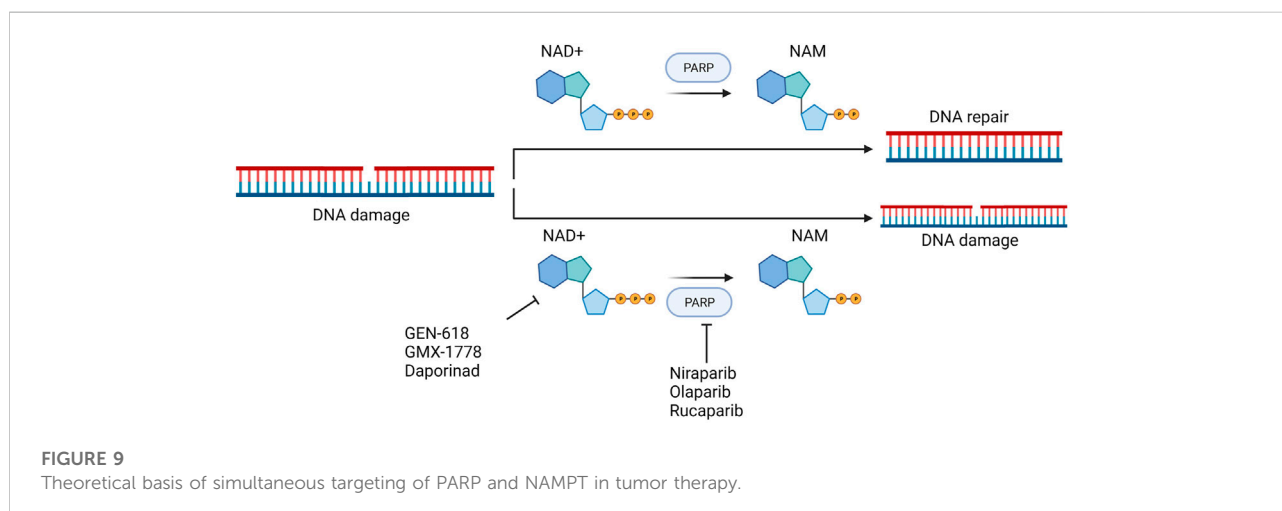 NAD+
PARP
NAM
P P P
P P
DNA repair
DNA damage
DNA damage
NAD+
NAM
P P P
PARP
P P
GEN-618
GMX-1778
Daporinad
Niraparib
Olaparib
Rucaparib
FIGURE 9
Theoretical basis of simultaneous targeting of PARP and NAMPT in tumor therapy.